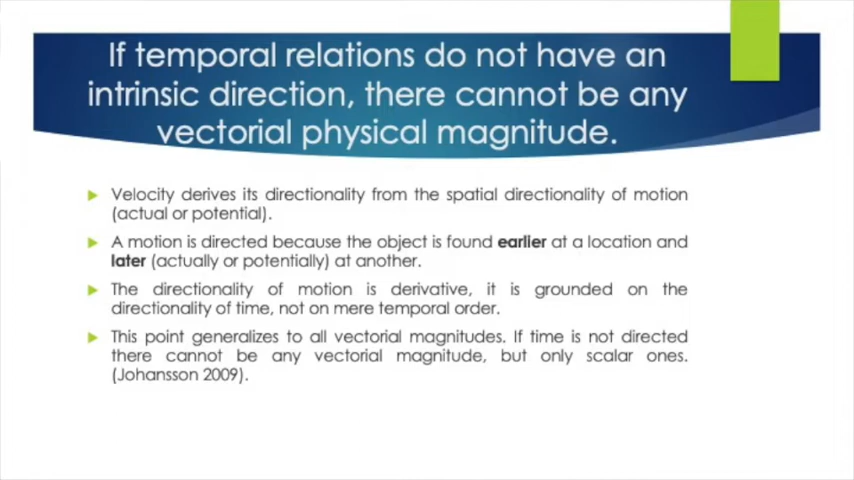 If temporal relations do not have an
intrinsic direction, there cannot be any
vectorial physical magnitude.
Velocity derives its directionality from the spatial directionality of motion
(actual or potential).
A motion is directed because the object is found earlier at a location and
later (actually or potentially) at another.
The directionality of motion is derivative, it is grounded on the
directionality of time, not on mere temporal order.
This point generalizes to all vectorial magnitudes. If time is not directed
there cannot be any vectorial magnitude, but only scalar ones.
(Johansson 2009).